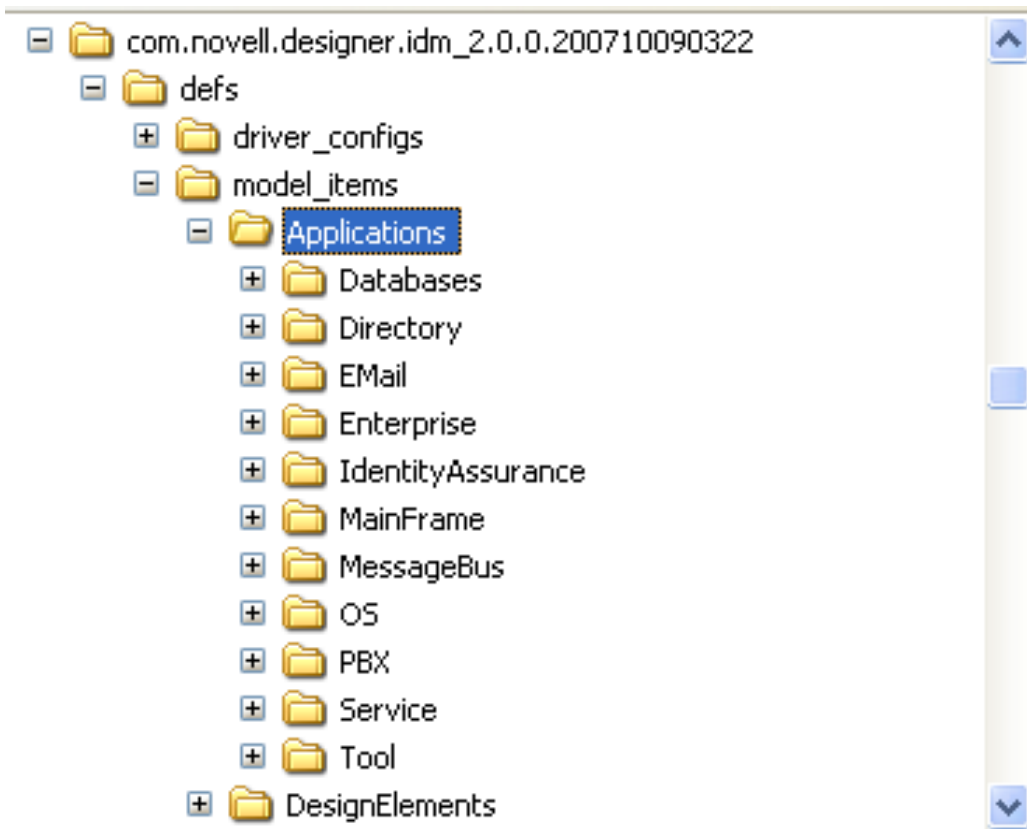 com.novell.designer.idm_2.0.0.200710090322
defs
driver_configs
model_items
Applications
Databases
Directory
EMail
Enterprise
IdentityAssurance
MainFrame
MessageBus
OS
PBX
Service
Tool
DesignElements